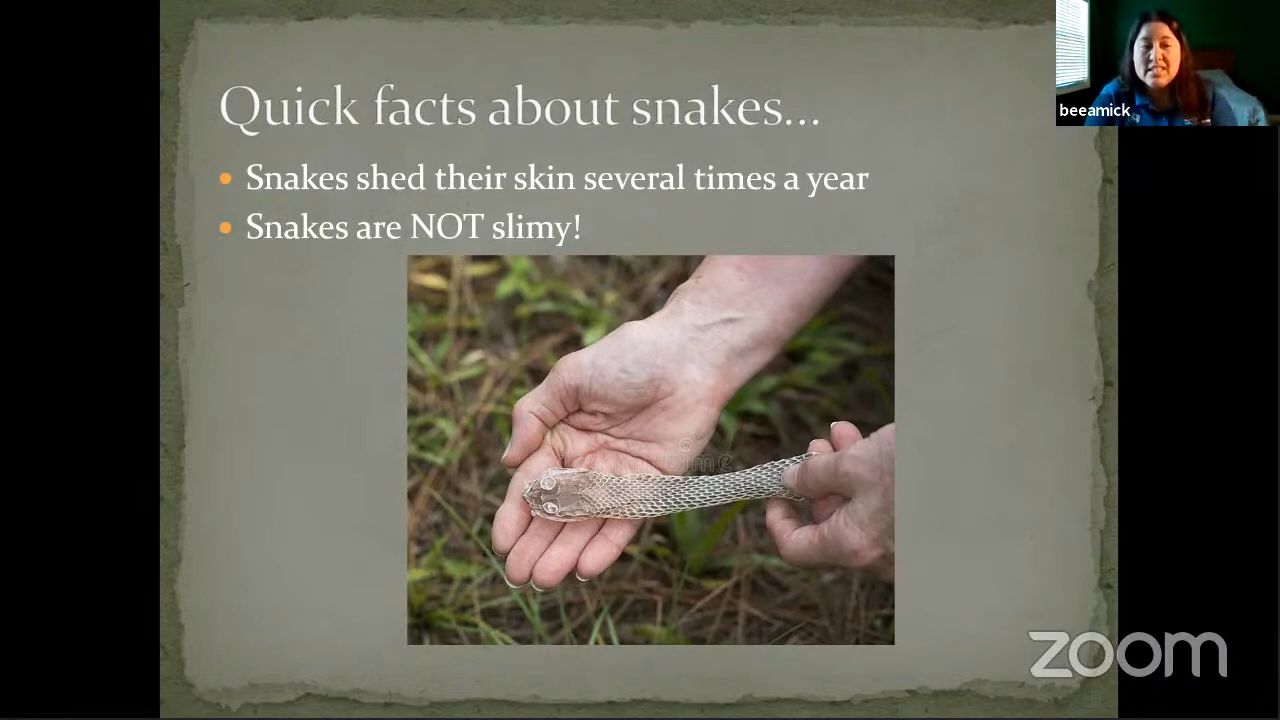 Quick facts about snakes...
Snakes shed their skin several times a year
Snakes are NOT slimy!
beeamick
zoom